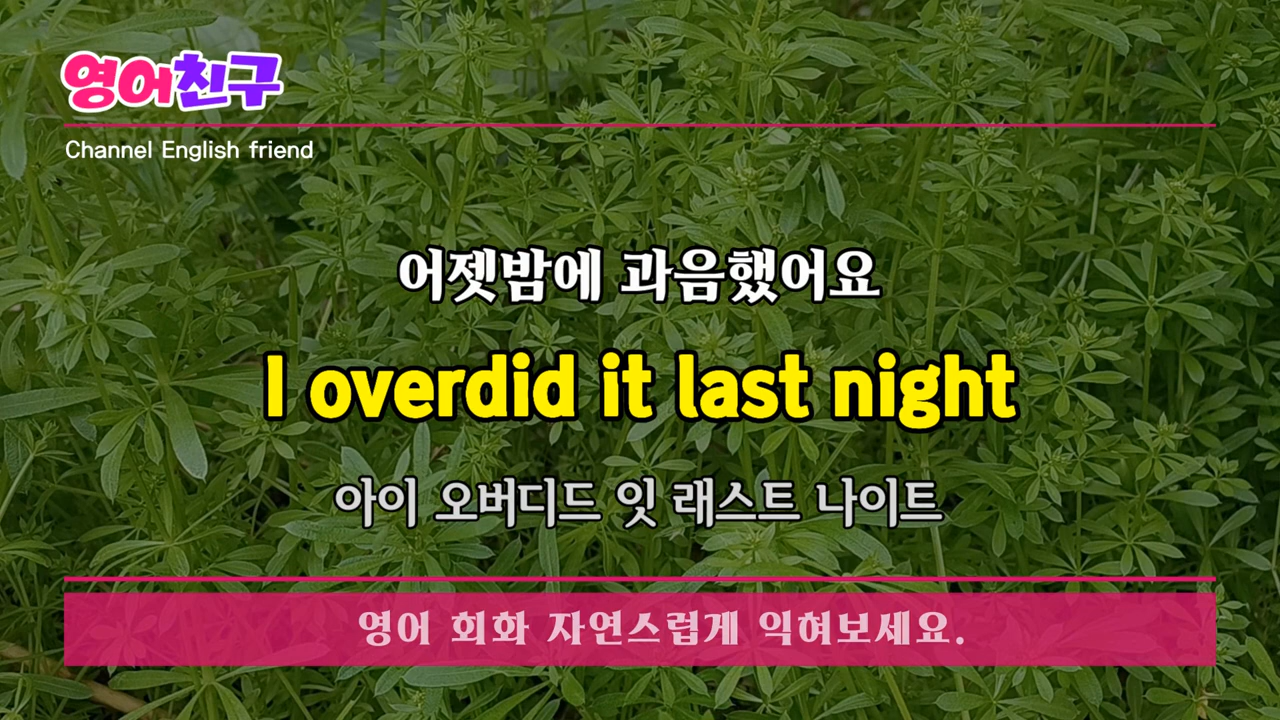 영어친구
Channel English friend
어젯밤에 과음했어요
I overdid it last night
아이 오버디드 잇 래스트 나이트
영어 회화 자연스럽게 익혀보세요.